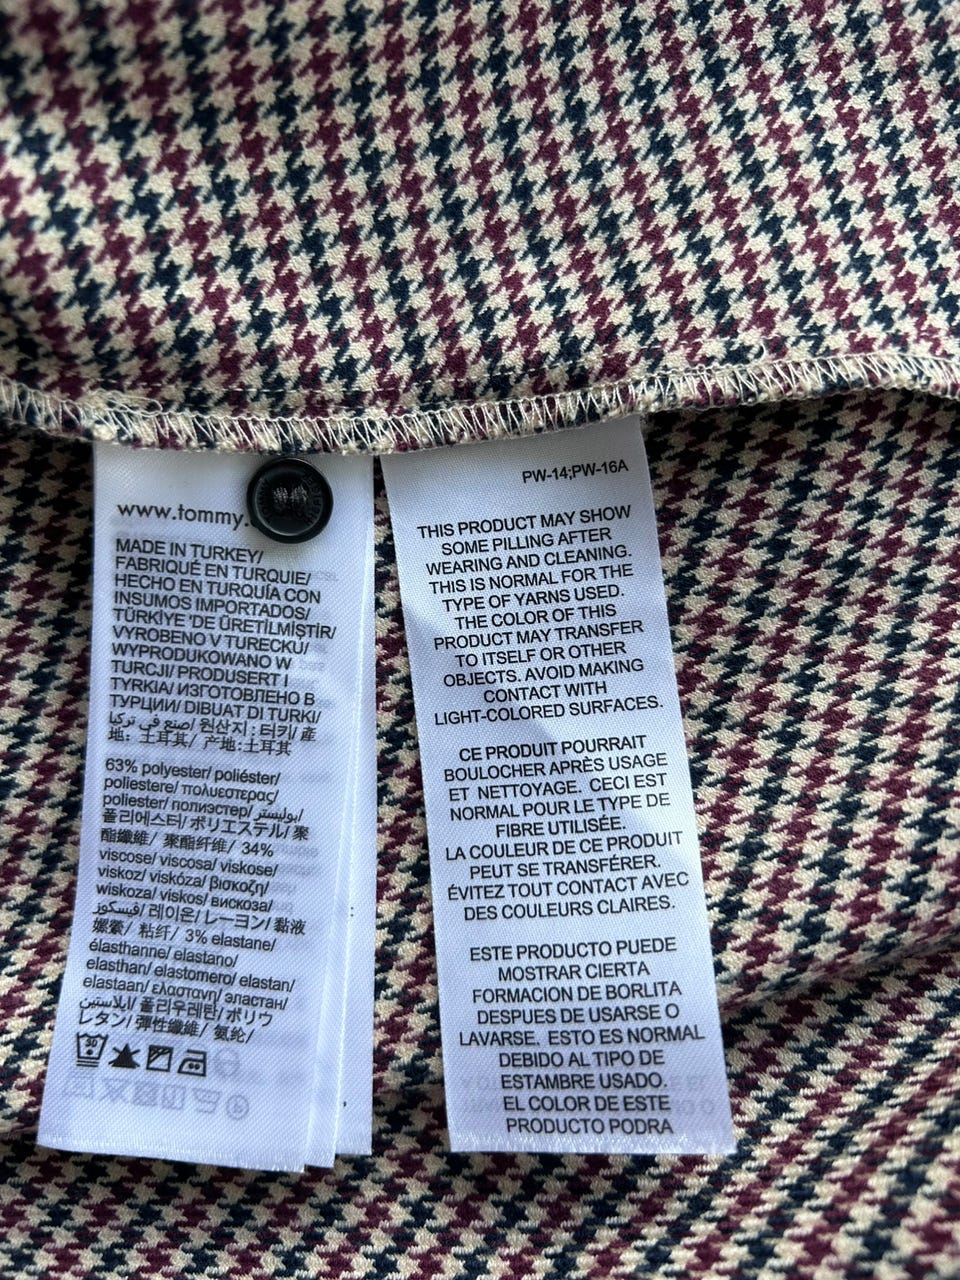 www.tommy.
MADE IN TURKEY/
FABRIQUÉ EN TURQUIE/
HECHO EN TURQUÍA CON
INSUMOS IMPORTADOS/
TÜRKİYE 'DE ÜRETİLMİŞTİR/
VYROBENO V TURECKU/
WYPRODUKOWANO W
TURCJI/ PRODUSERT I
TYRKIA/ ИЗГОТОВЛЕНО В
ТУРЦИИ/ DIBUAT DI TURKI/
صنع في تركيا/ 원산지: 터키/ 產
地: 土耳其/ 产地:土耳其
63% polyester/ poliéster/
poliestere/ πολυεστερας/
poliester/ полиэстер/ بوليستر/
폴리에스터/ ポリエステル/ 聚
酯纖維/ 聚酯纤维/ 34%
viscose/ viscosa/ viskose/
viskoz/ viskóza/ βισκοζη/
wiskoza/ viskos/ вискоза/
فيسكوز/ 레이온/ レーヨン/ 黏液
嫘縈/ 粘纤/ 3% elastane/
élasthanne/ elastano/
elasthan/ elastomero/ elastan/
elastaan/ ελαστανη/ эластан/
ايلاستين/ 폴리우레탄/ ポリウ
レタン/ 彈性纖維/ 氨纶/
30
PW-14;PW-16A
THIS PRODUCT MAY SHOW
SOME PILLING AFTER
WEARING AND CLEANING.
THIS IS NORMAL FOR THE
TYPE OF YARNS USED.
THE COLOR OF THIS
PRODUCT MAY TRANSFER
TO ITSELF OR OTHER
OBJECTS. AVOID MAKING
CONTACT WITH
LIGHT-COLORED SURFACES.
CE PRODUIT POURRAIT
BOULOCHER APRÈS USAGE
ET NETTOYAGE. CECI EST
NORMAL POUR LE TYPE DE
FIBRE UTILISÉE.
LA COULEUR DE CE PRODUIT
PEUT SE TRANSFÉRER.
ÉVITEZ TOUT CONTACT AVEC
DES COULEURS CLAIRES.
ESTE PRODUCTO PUEDE
MOSTRAR CIERTA
FORMACION DE BORLITA
DESPUES DE USARSE O
LAVARSE. ESTO ES NORMAL
DEBIDO AL TIPO DE
ESTAMBRE USADO.
EL COLOR DE ESTE
PRODUCTO PODRA